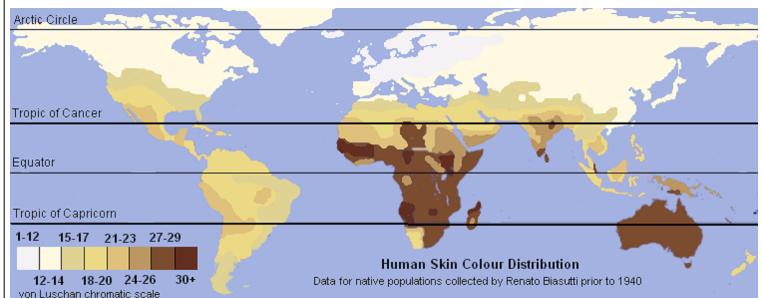 Arctic Circle
Tropic of Cancer
Equator
Tropic of Capricorn
1-12 15-17 21-23 27-29
12-14 18-20 24-26 30+
von Luschan chromatic scale
Human Skin Colour Distribution
Data for native populations collected by Renato Biasutti prior to 1940